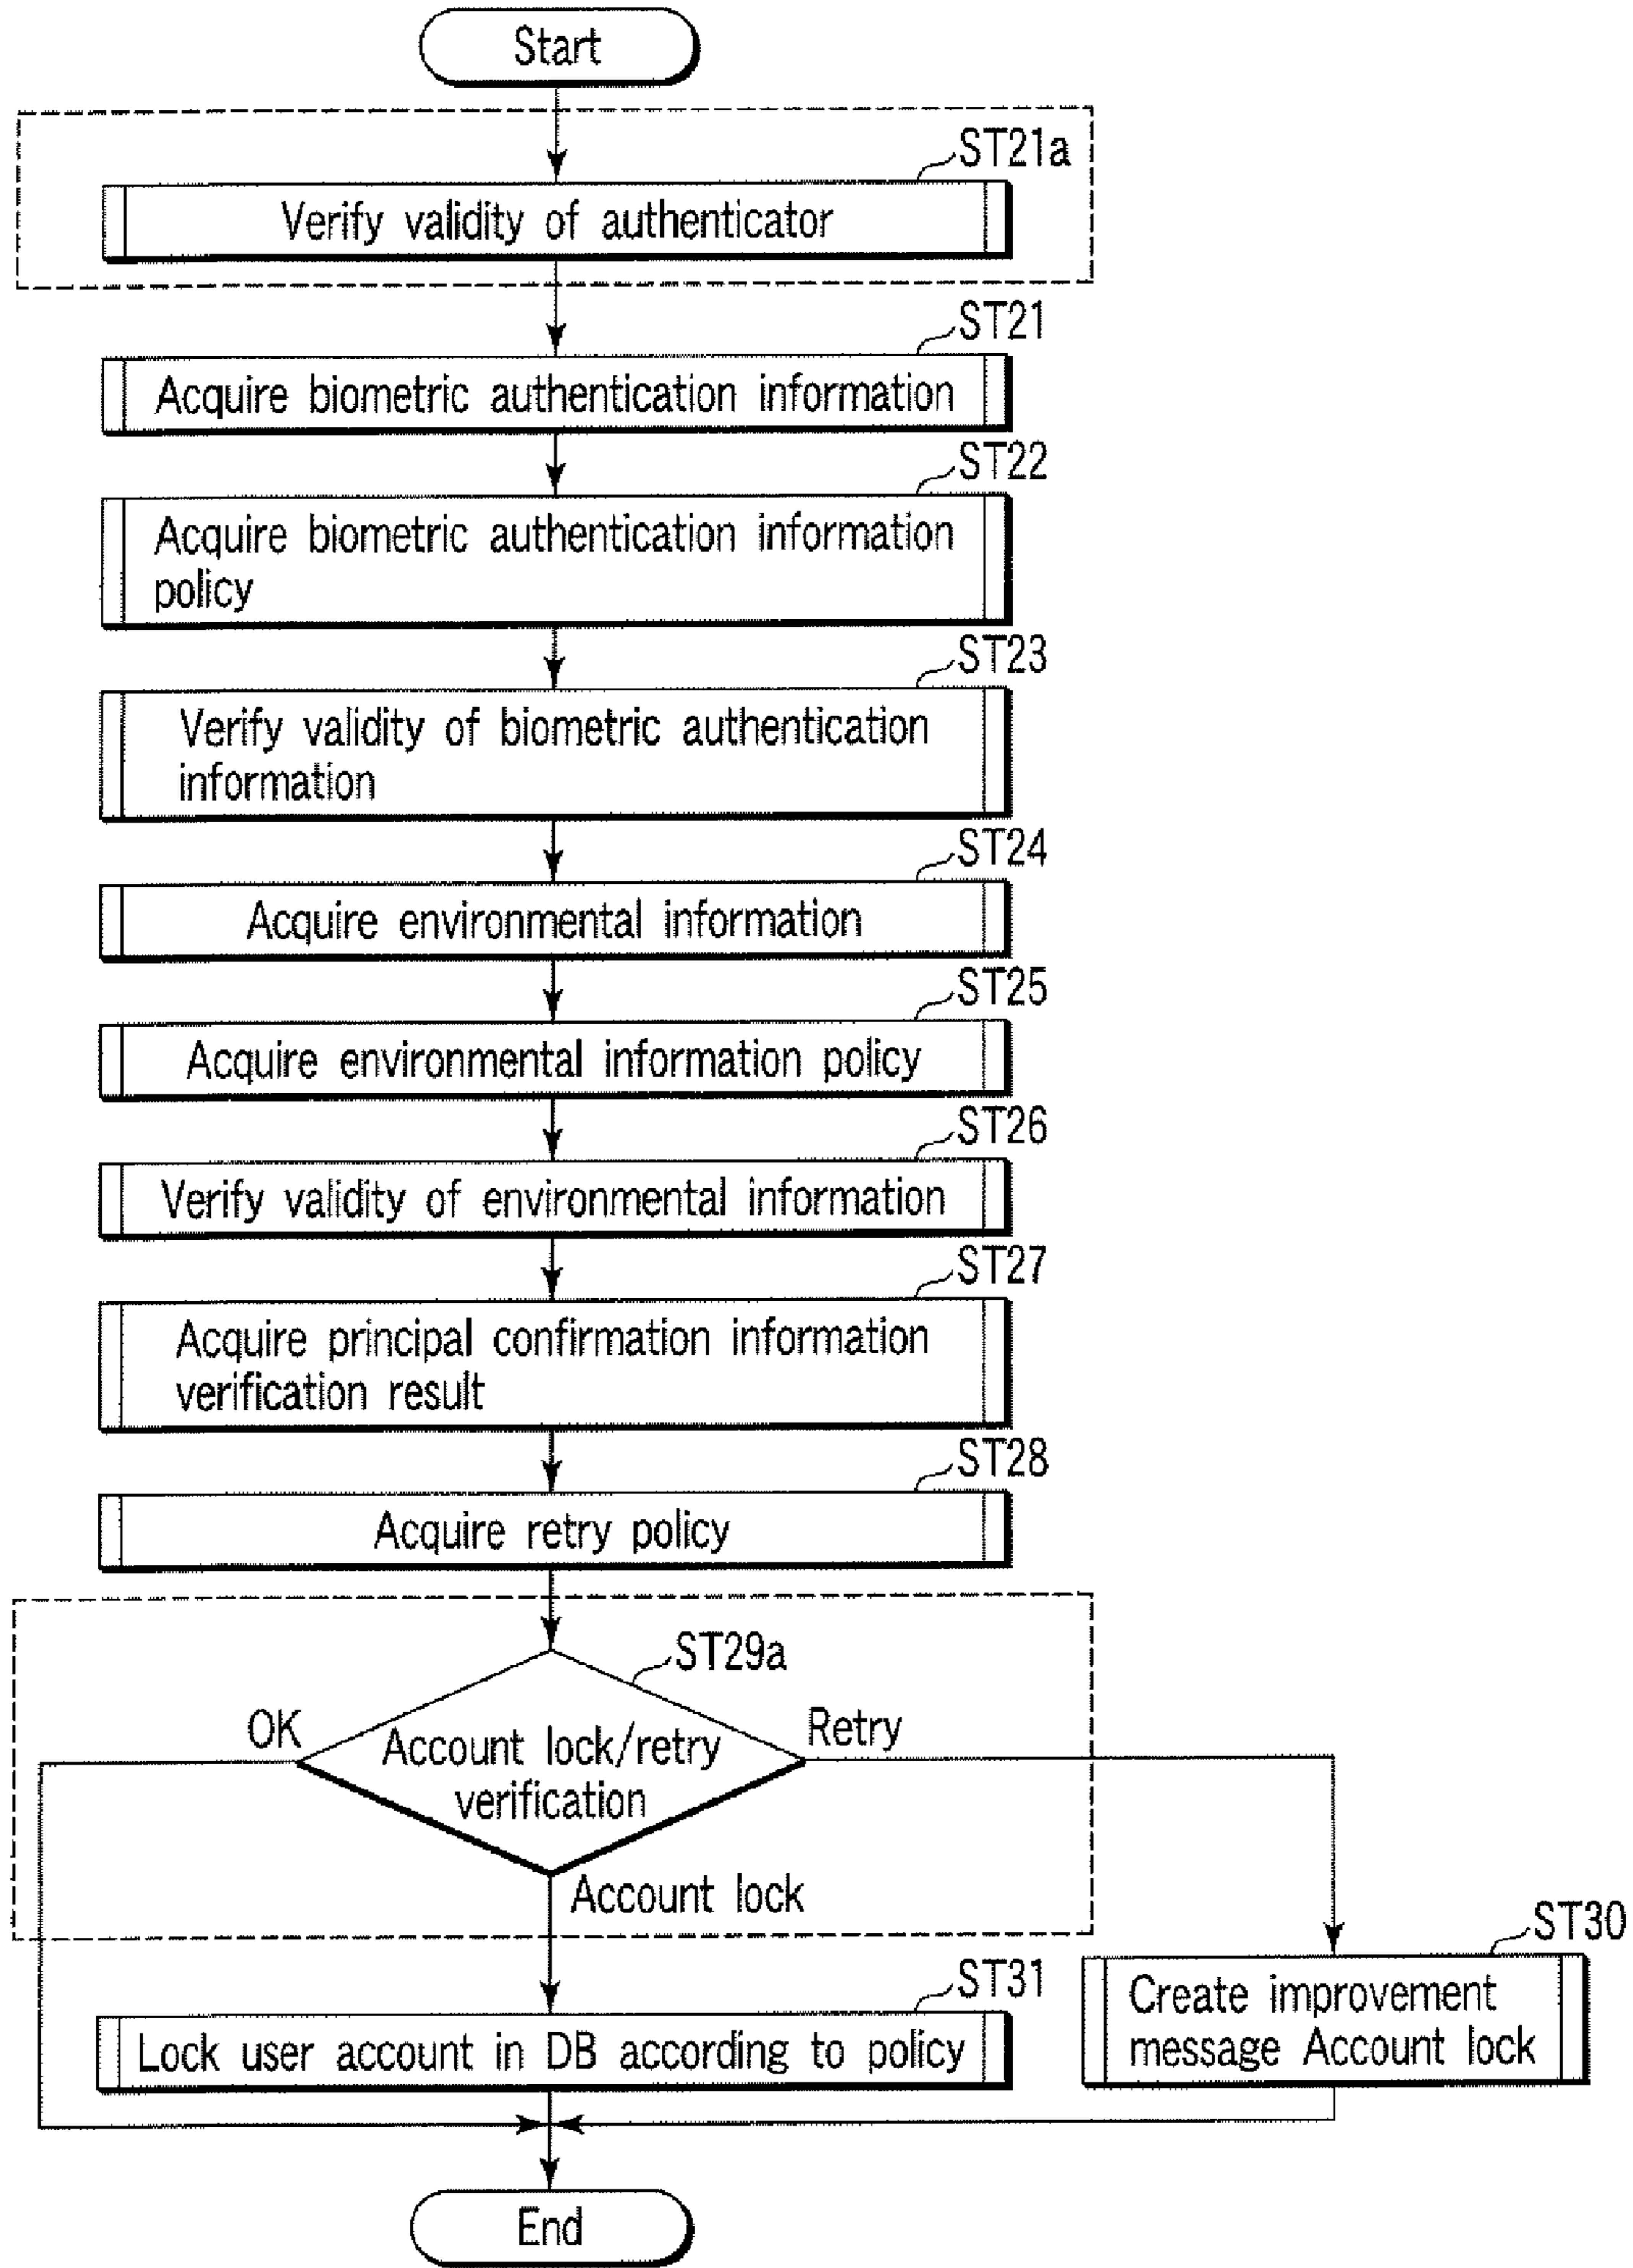 Start
ST21a
Verify validity of authenticator
ST21
Acquire biometric authentication information
ST22
Acquire biometric authentication information
policy
ST23
Verify validity of biometric authentication
information
ST24
Acquire environmental information
ST25
Acquire environmental information policy
ST26
Verify validity of environmental information
ST27
Acquire principal confirmation information
verification result
ST28
Acquire retry policy
ST29a
OK
Retry
Account lock/retry
verification
Account lock
ST30
Create improvement
message Account lock
ST31
Lock user account in DB according to policy
End